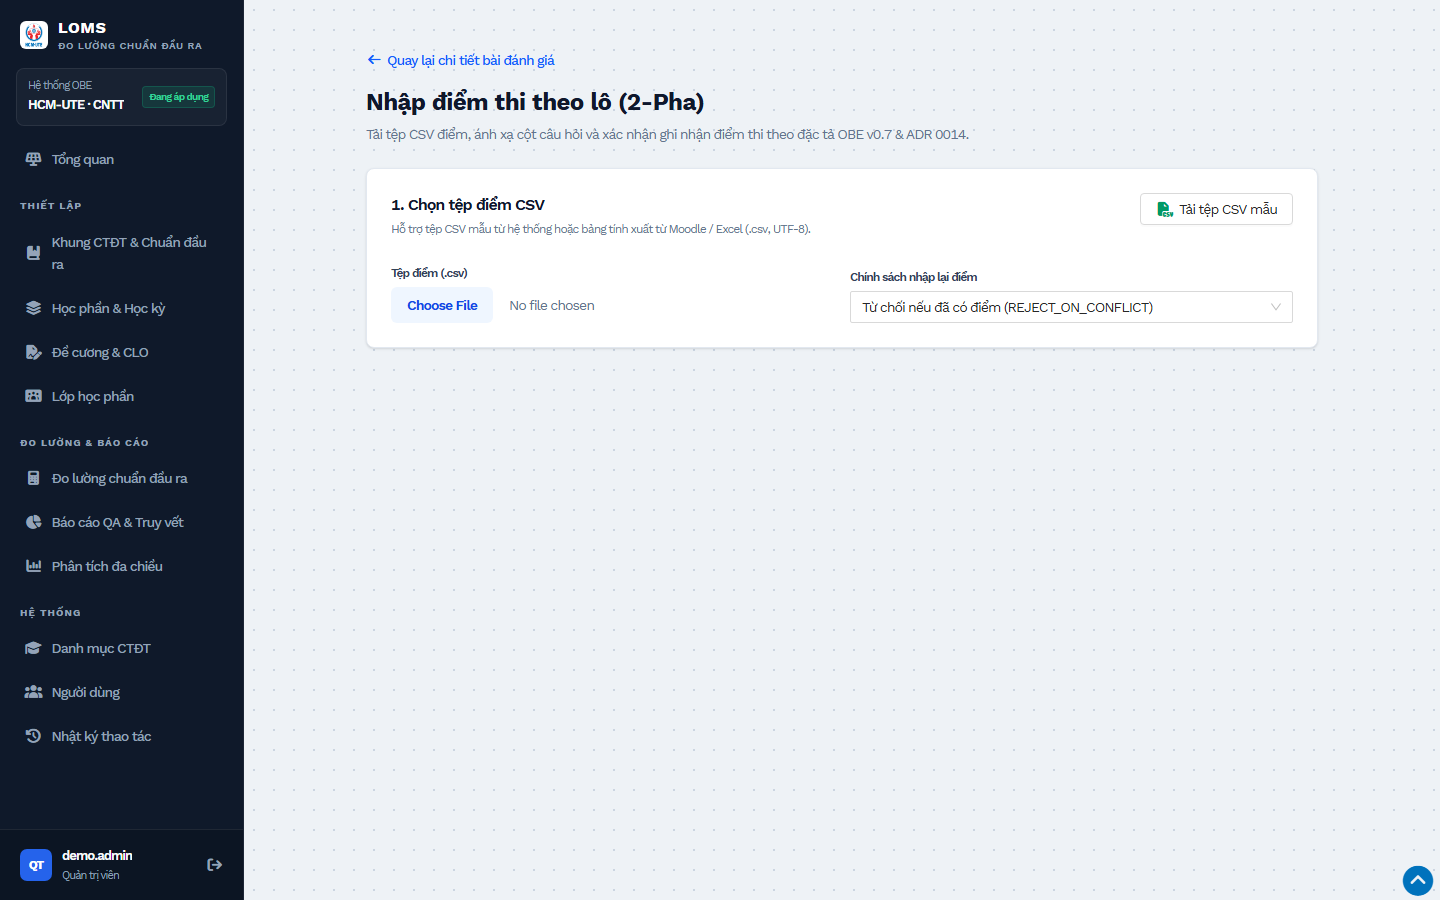 LOMS
ĐO LƯỜNG CHUẨN ĐẦU RA
HCM-UTE
Hệ thống OBE
HCM-UTE · CNTT
Đang áp dụng
Tổng quan
THIẾT LẬP
Khung CTĐT & Chuẩn đầu
ra
Học phần & Học kỳ
Đề cương & CLO
Lớp học phần
ĐO LƯỜNG & BÁO CÁO
Đo lường chuẩn đầu ra
Báo cáo QA & Truy vết
Phân tích đa chiều
HỆ THỐNG
Danh mục CTĐT
Người dùng
Nhật ký thao tác
QT
demo.admin
Quản trị viên
Quay lại chi tiết bài đánh giá
Nhập điểm thi theo lô (2-Pha)
Tải tệp CSV điểm, ánh xạ cột câu hỏi và xác nhận ghi nhận điểm thi theo đặc tả OBE v0.7 & ADR 0014.
1. Chọn tệp điểm CSV
Hỗ trợ tệp CSV mẫu từ hệ thống hoặc bảng tính xuất từ Moodle / Excel (.csv, UTF-8).
CSV
Tải tệp CSV mẫu
Tệp điểm (.csv)
Choose File
No file chosen
Chính sách nhập lại điểm
Từ chối nếu đã có điểm (REJECT_ON_CONFLICT)